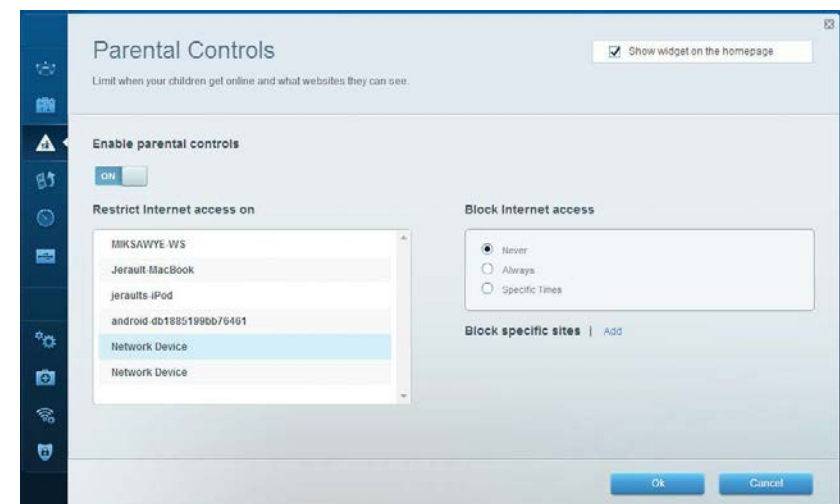 Parental Controls
Show widget on the homepage
Limit when your children get online and what websites they can see.
Enable parental controls
ON
Restrict Internet access on
MIKSAWYE-WS
Jerault-MacBook
jeraults-iPod
android-db1885199bb76461
Network Device
Network Device
Block Internet access
Never
Always
Specific Times
Block specific sites | Add
Ok
Cancel